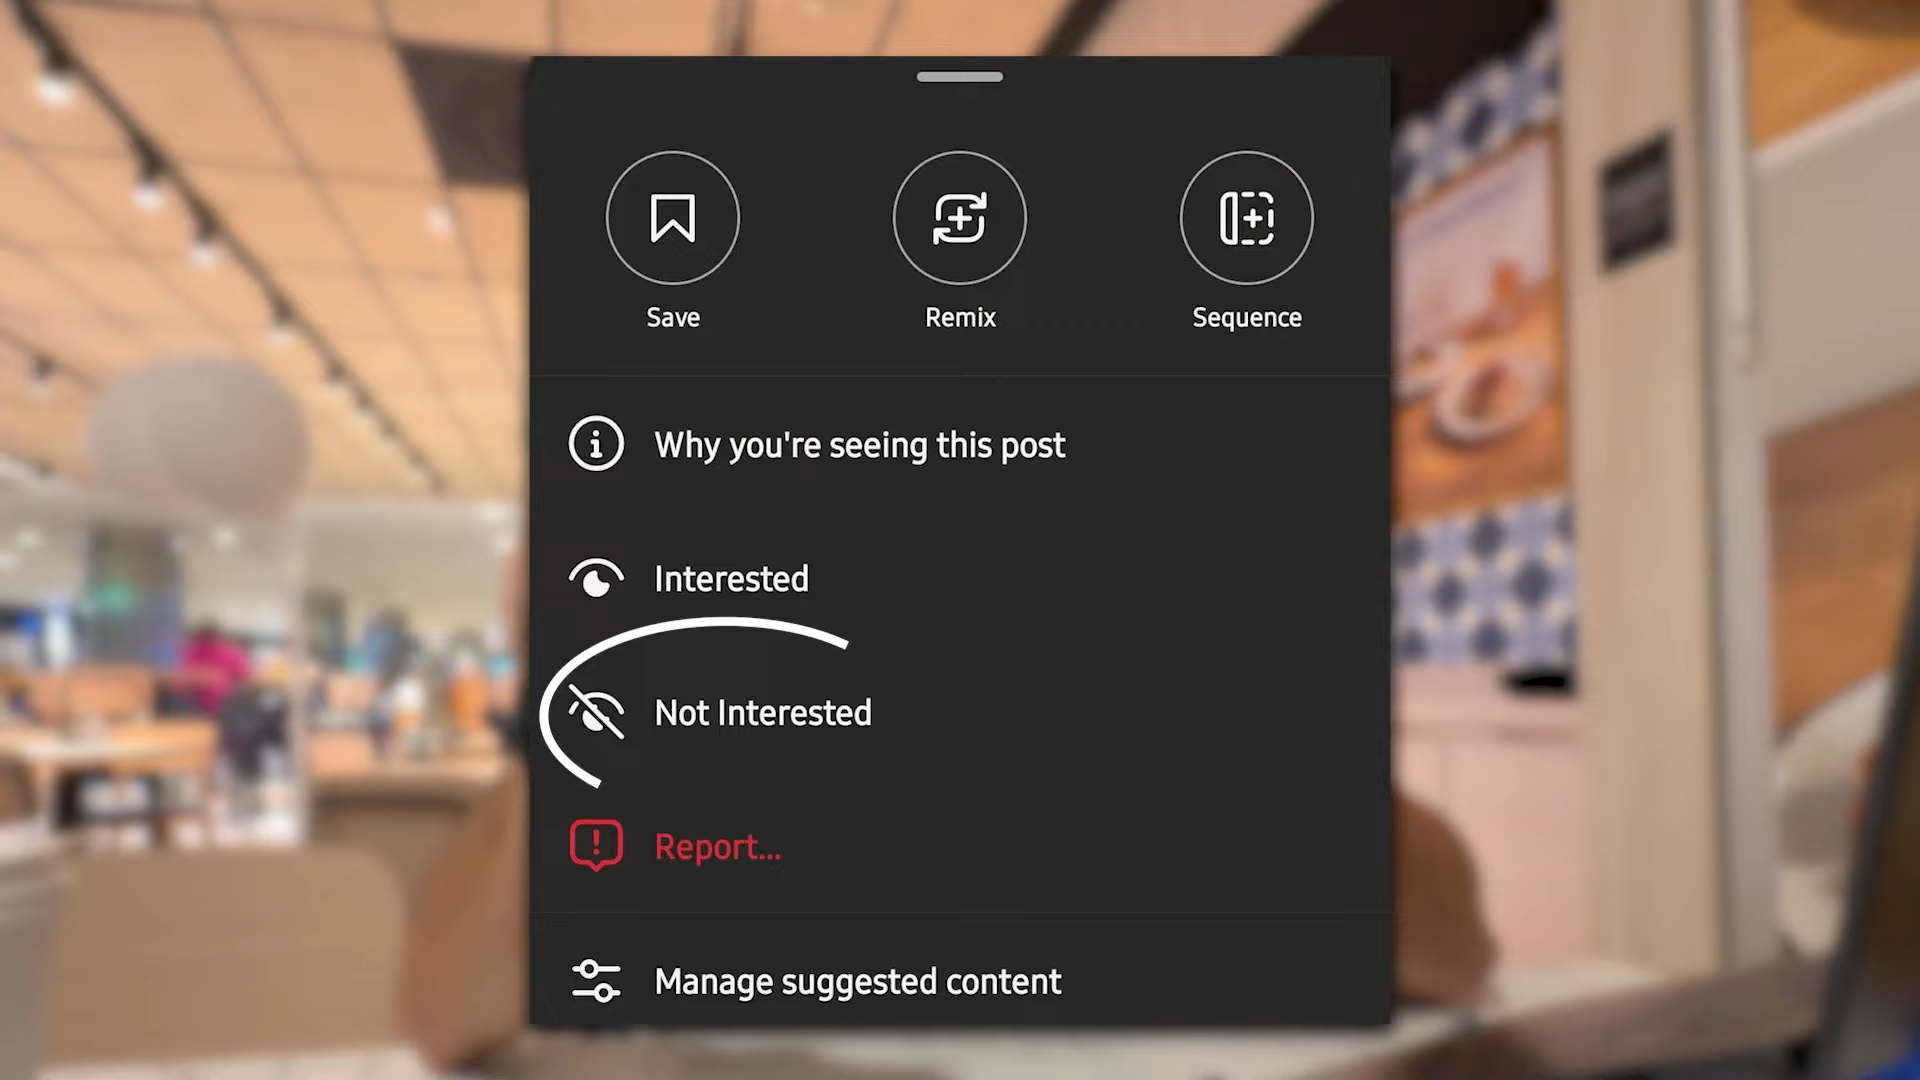 Save
Remix
Sequence
Why you're seeing this post
Interested
Not Interested
Report...
Manage suggested content